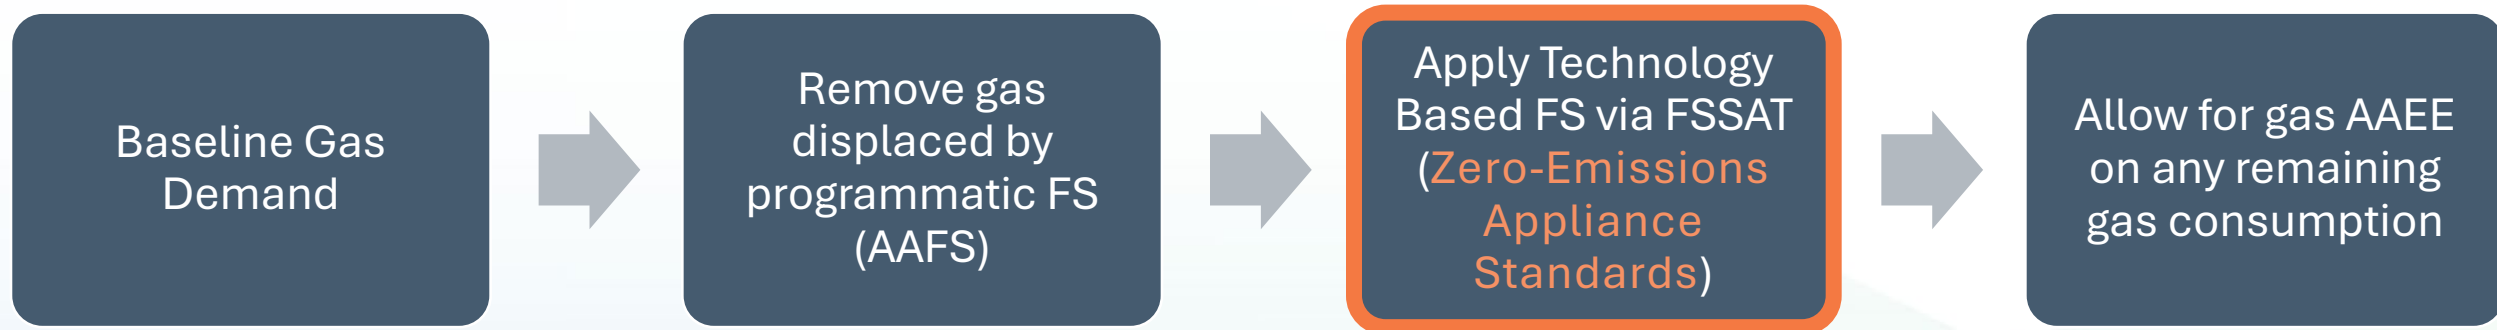 Baseline Gas
Demand
Remove gas
displaced by
programmatic FS
(AAFS)
Apply Technology
Based FS via FSSAT
(Zero-Emissions
Appliance
Standards)
Allow for gas AAEE
on any remaining
gas consumption